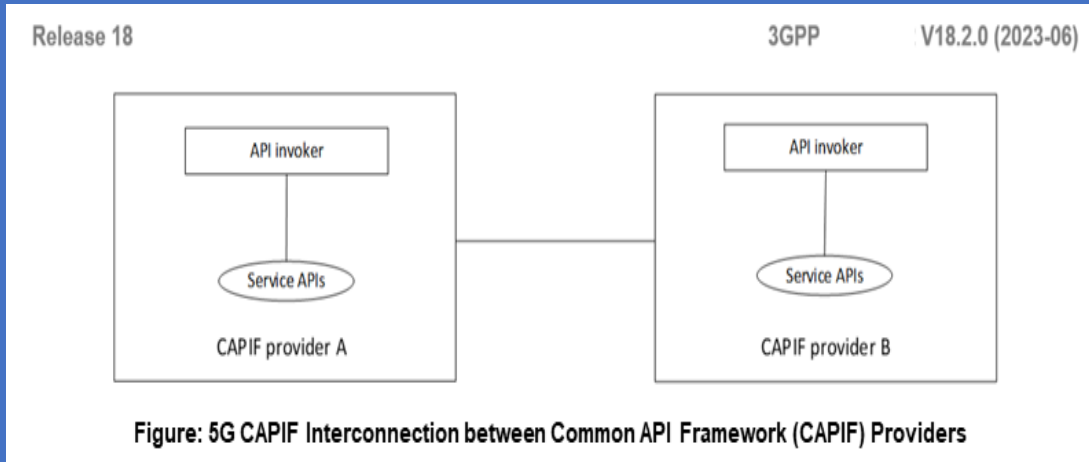 Release 18 3GPP V18.2.0 (2023-06)
API invoker API invoker
Service APIs Service APIs
CAPIF provider A CAPIF provider B
Figure: 5G CAPIF Interconnection between Common API Framework (CAPIF) Providers